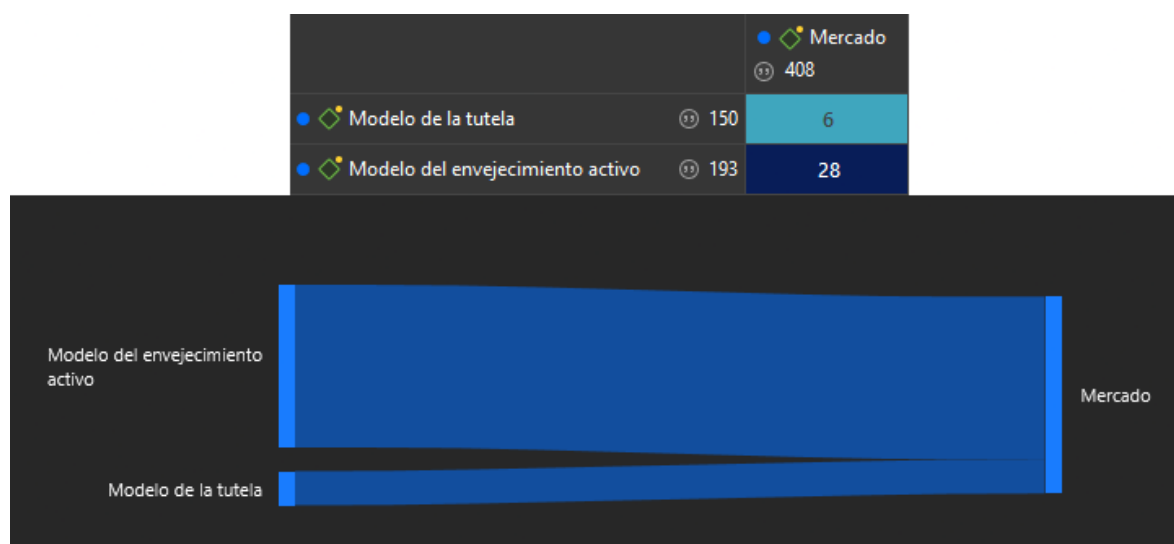 Mercado
408
Modelo de la tutela 150 6
Modelo del envejecimiento activo 193 28
Modelo del envejecimiento
activo
Mercado
Modelo de la tutela